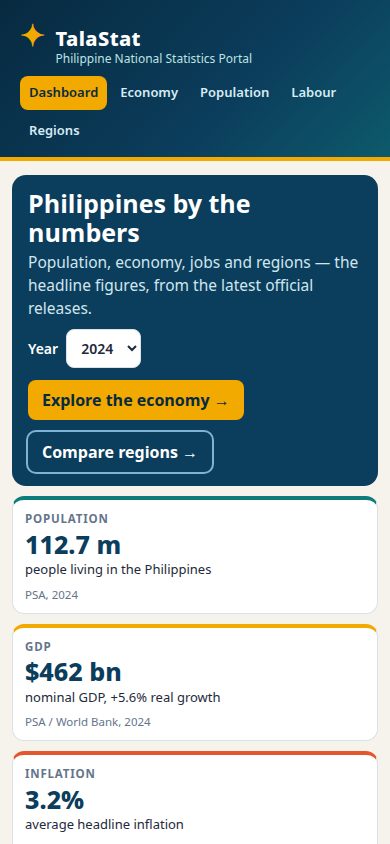 ✦ TalaStat
Philippine National Statistics Portal
Dashboard Economy Population Labour
Regions
Philippines by the
numbers
Population, economy, jobs and regions — the
headline figures, from the latest official
releases.
Year 2024
Explore the economy →
Compare regions →
POPULATION
112.7 m
people living in the Philippines
PSA, 2024
GDP
$462 bn
nominal GDP, +5.6% real growth
PSA / World Bank, 2024
INFLATION
3.2%
average headline inflation